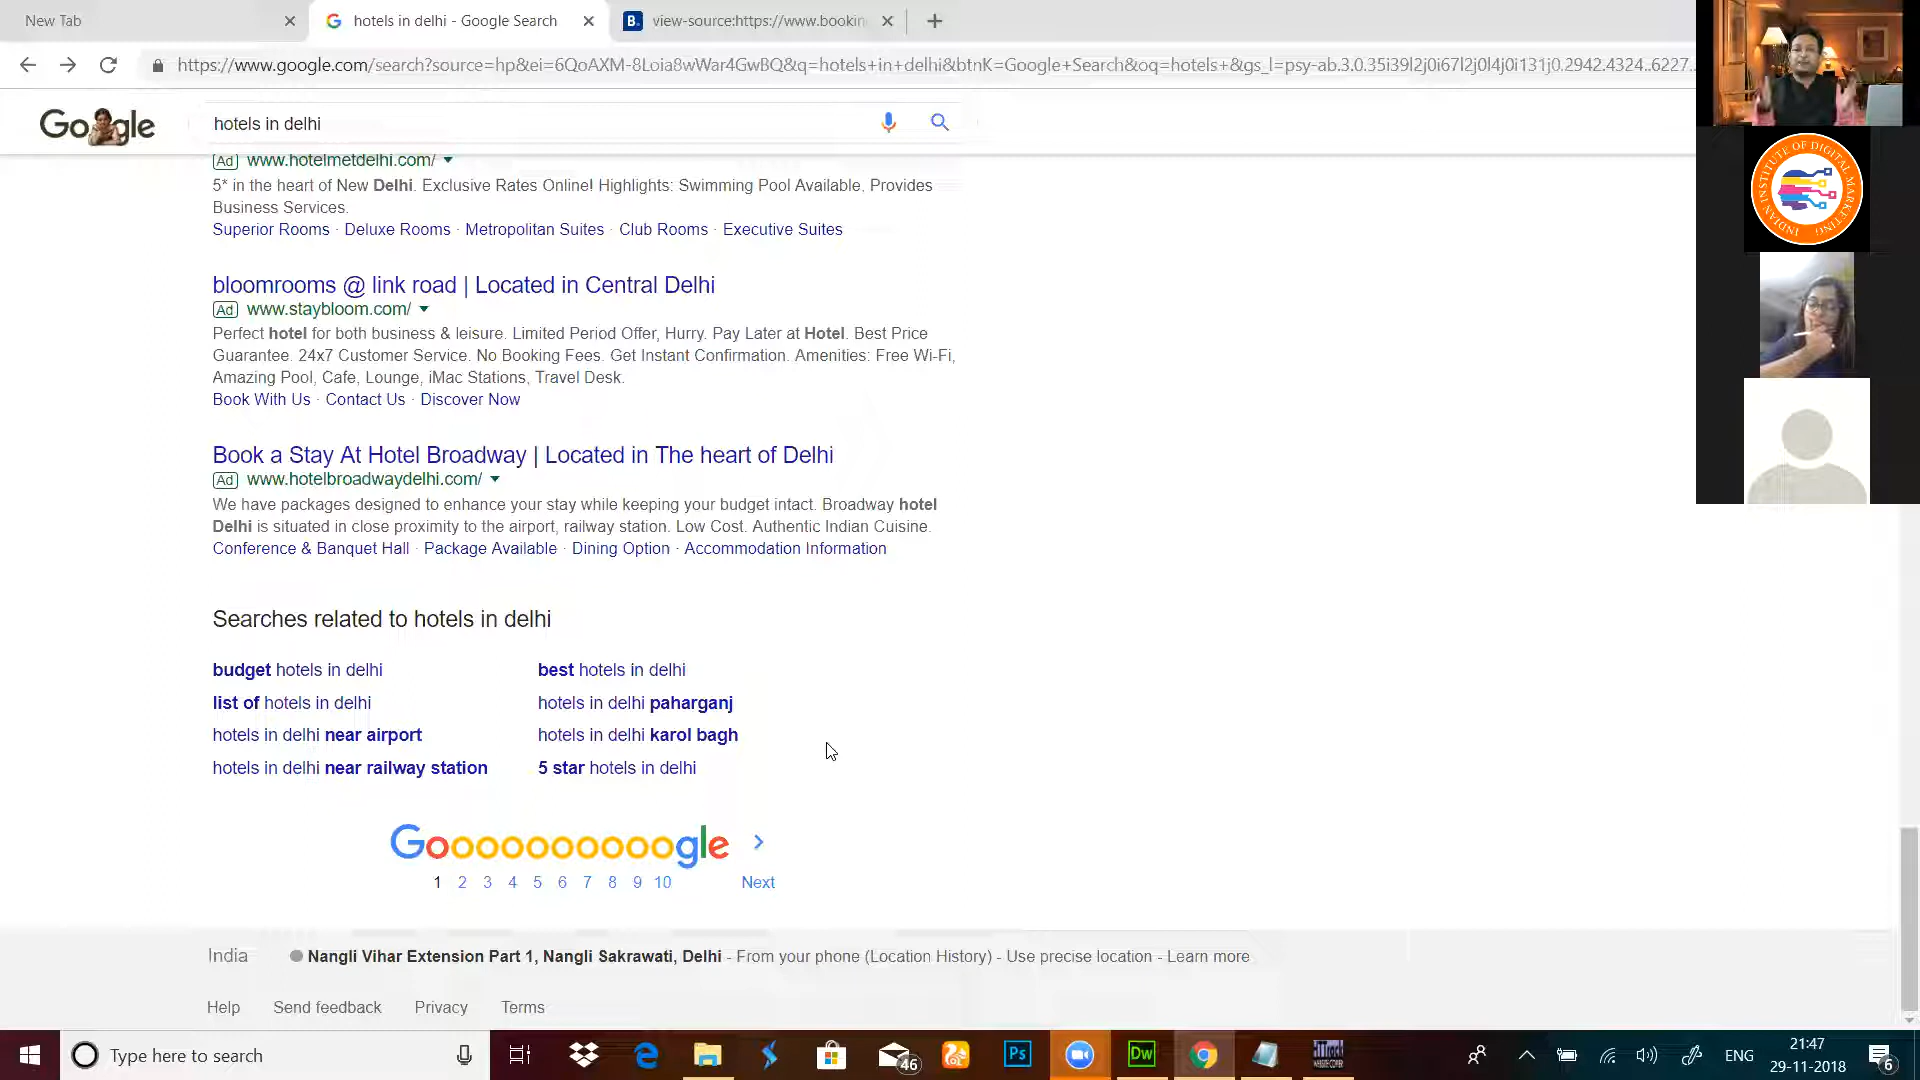 New Tab
hotels in delhi - Google Search
view-source:https://www.bookin
https://www.google.com/search?source=hp&ei=6QoAXM-8Loia8wWar4GwBQ&q=hotels+in+delhi&btnK=Google+Search&oq=hotels+&gs_l=psy-ab.3.0.35i39l2j0i67l2j0l4j0i131j0.2942.4324..6227...
hotels in delhi
Ad www.hotelmetdelhi.com/
5* in the heart of New Delhi. Exclusive Rates Online! Highlights: Swimming Pool Available, Provides
Business Services.
Superior Rooms · Deluxe Rooms · Metropolitan Suites · Club Rooms · Executive Suites
bloomrooms @ link road | Located in Central Delhi
Ad www.staybloom.com/
Perfect hotel for both business & leisure. Limited Period Offer, Hurry. Pay Later at Hotel. Best Price
Guarantee. 24x7 Customer Service. No Booking Fees. Get Instant Confirmation. Amenities: Free Wi-Fi,
Amazing Pool, Cafe, Lounge, iMac Stations, Travel Desk.
Book With Us · Contact Us · Discover Now
Book a Stay At Hotel Broadway | Located in The heart of Delhi
Ad www.hotelbroadwaydelhi.com/
We have packages designed to enhance your stay while keeping your budget intact. Broadway hotel
Delhi is situated in close proximity to the airport, railway station. Low Cost. Authentic Indian Cuisine.
Conference & Banquet Hall · Package Available · Dining Option · Accommodation Information
Searches related to hotels in delhi
budget hotels in delhi
best hotels in delhi
list of hotels in delhi
hotels in delhi paharganj
hotels in delhi near airport
hotels in delhi karol bagh
hotels in delhi near railway station
5 star hotels in delhi
Goooooooooogle
1 2 3 4 5 6 7 8 9 10 Next
India Nangli Vihar Extension Part 1, Nangli Sakrawati, Delhi - From your phone (Location History) - Use precise location - Learn more
Help Send feedback Privacy Terms
INDIAN INSTITUTE OF DIGITAL MARKETING
Type here to search
46
Ps
Dw
ENG
21:47
29-11-2018
6